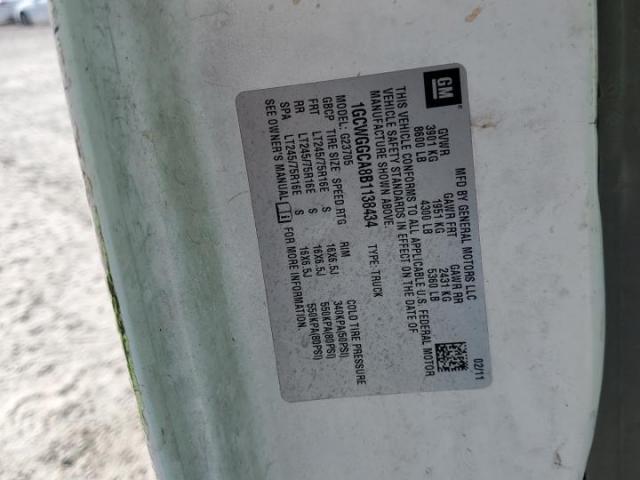 GM
MFD BY GENERAL MOTORS LLC
02/11
GVWR GAWR FRT GAWR RR
3901 KG 1951 KG 2431 KG
8600 LB 4300 LB 5360 LB
THIS VEHICLE CONFORMS TO ALL APPLICABLE U.S. FEDERAL MOTOR
VEHICLE SAFETY STANDARDS IN EFFECT ON THE DATE OF
MANUFACTURE SHOWN ABOVE.
1GCWGGCA8B1138434 TYPE: TRUCK
MODEL: G23705
GBCP TIRE SIZE SPEED RTG RIM COLD TIRE PRESSURE
FRT LT245/75R16E S 16X6.5J 340KPA(50PSI)
RR LT245/75R16E S 16X6.5J 550KPA(80PSI)
SPA LT245/75R16E S 16X6.5J 550KPA(80PSI)
SEE OWNER'S MANUAL FOR MORE INFORMATION.